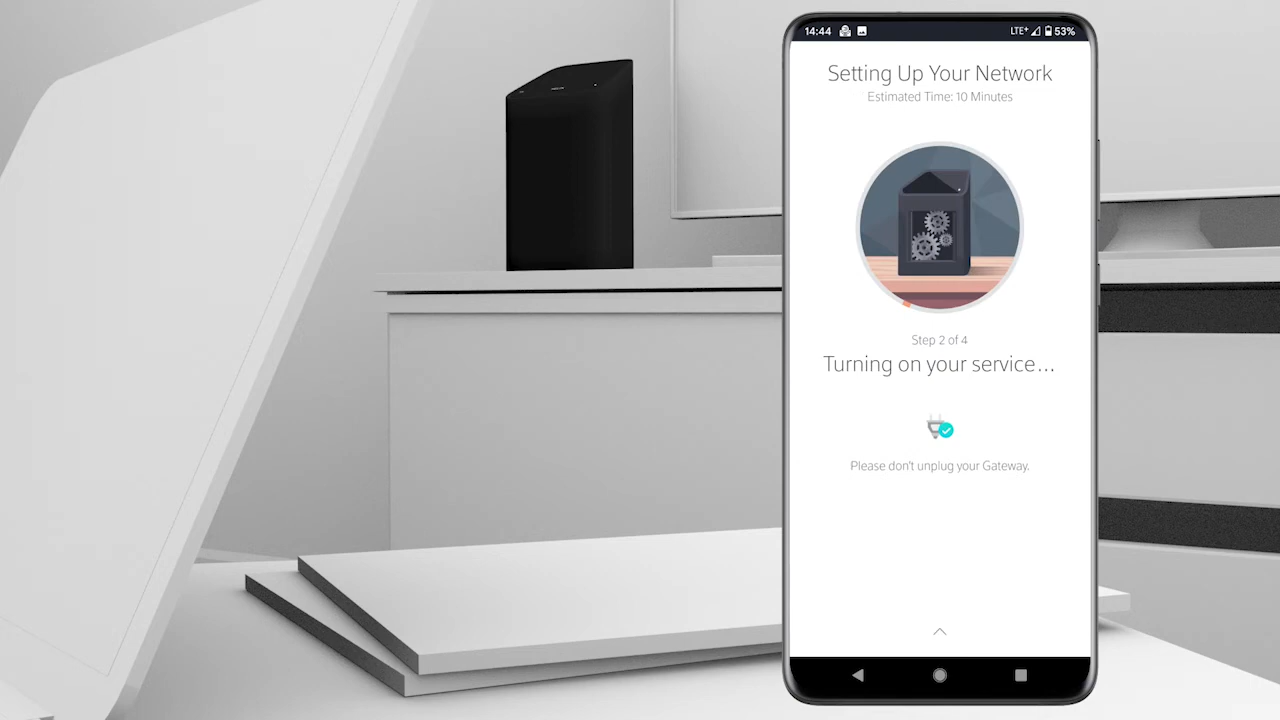 14:44 LTE+ 53%
Setting Up Your Network
Estimated Time: 10 Minutes
Step 2 of 4
Turning on your service...
Please don't unplug your Gateway.